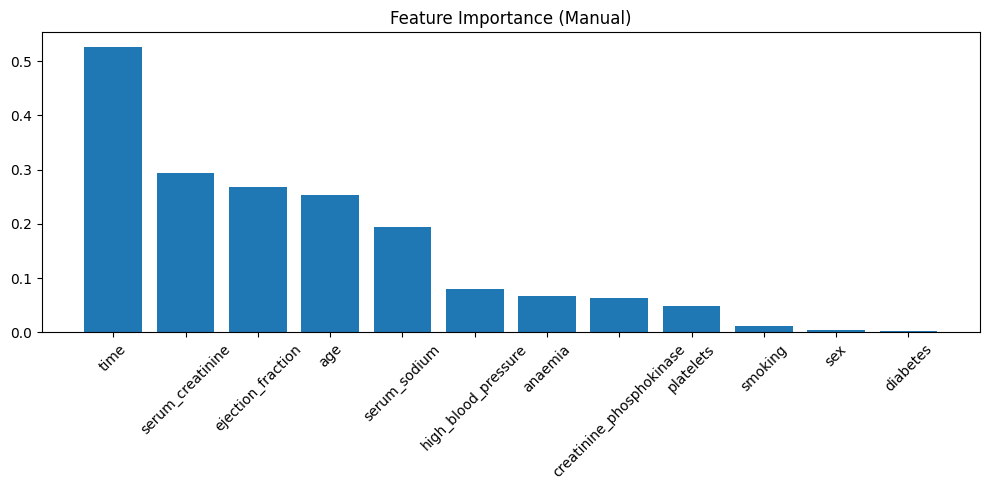 Feature Importance (Manual)
0.5
0.4
0.3
0.2
0.1
0.0
time
serum_creatinine
ejection_fraction
age
serum_sodium
high_blood_pressure
anaemia
creatinine_phosphokinase
platelets
smoking
sex
diabetes